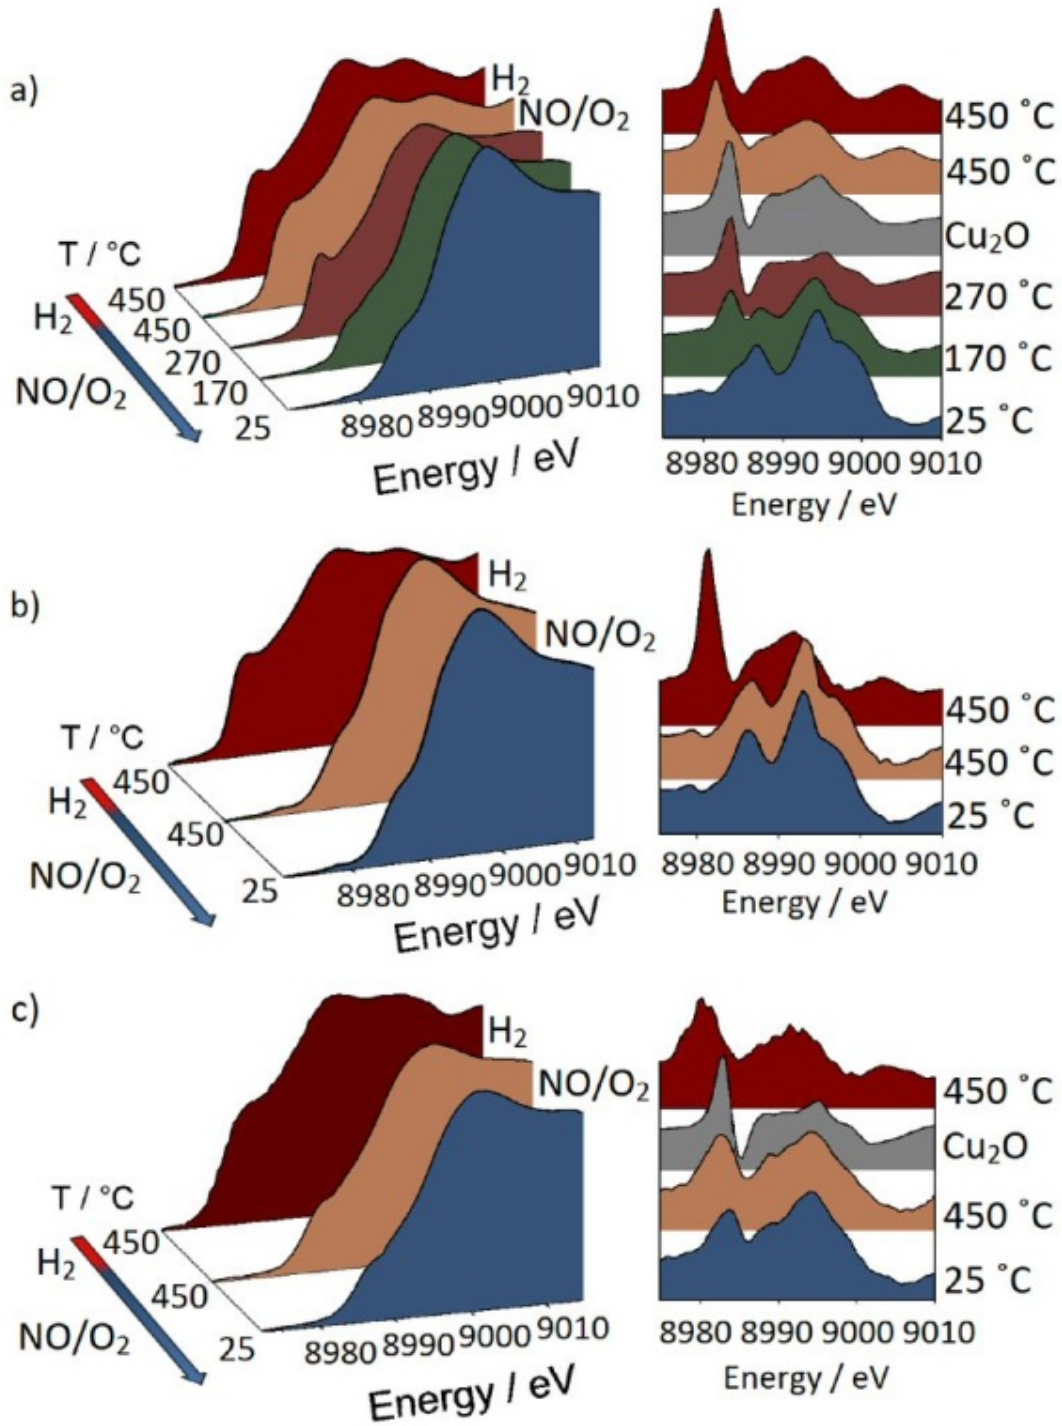 a)
H₂
NO/O₂
T / °C
450
450
270
170
25
H₂
NO/O₂
8980 8990 9000 9010
Energy / eV
450 ˚C
450 ˚C
Cu₂O
270 ˚C
170 ˚C
25 ˚C
8980 8990 9000 9010
Energy / eV
b)
H₂
NO/O₂
T / °C
450
450
25
H₂
NO/O₂
8980 8990 9000 9010
Energy / eV
450 ˚C
450 ˚C
25 ˚C
8980 8990 9000 9010
Energy / eV
c)
H₂
NO/O₂
T / °C
450
450
25
H₂
NO/O₂
8980 8990 9000 9010
Energy / eV
450 ˚C
Cu₂O
450 ˚C
25 ˚C
8980 8990 9000 9010
Energy / eV